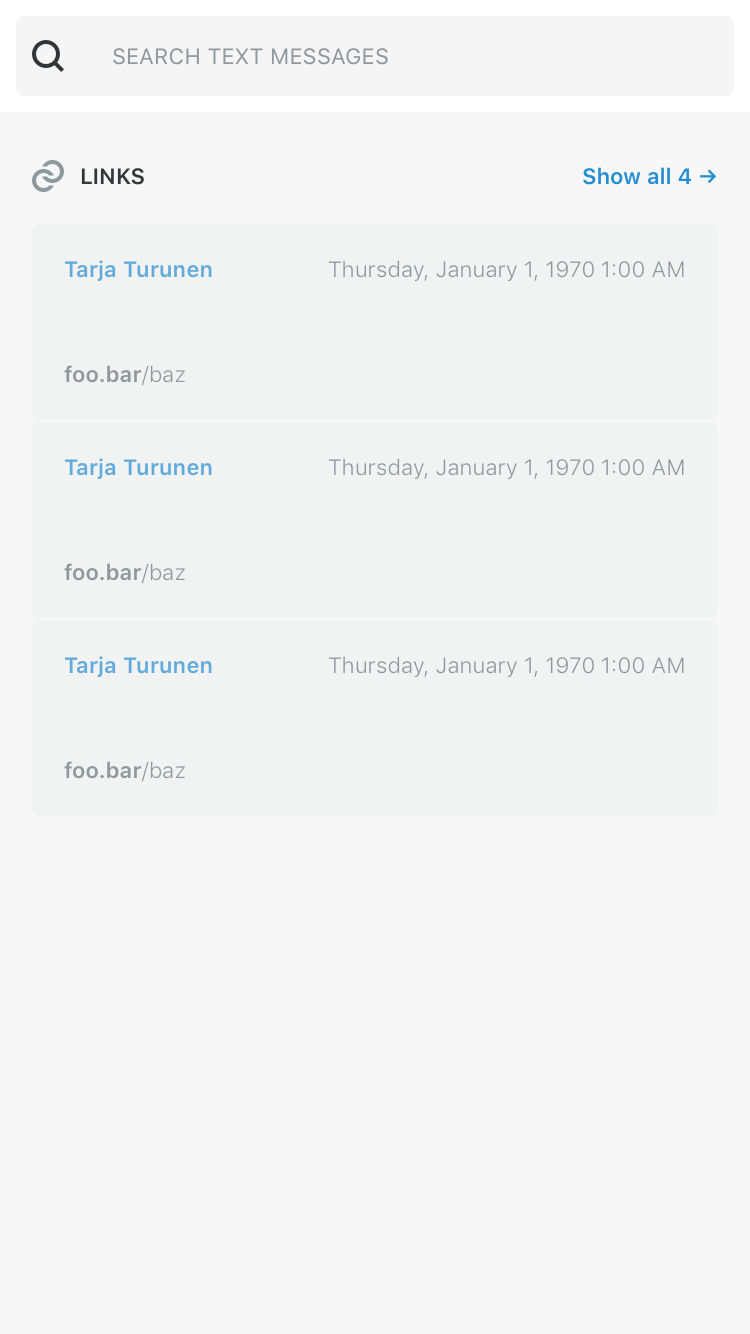 SEARCH TEXT MESSAGES
LINKS Show all 4 →
Tarja Turunen Thursday, January 1, 1970 1:00 AM
foo.bar/baz
Tarja Turunen Thursday, January 1, 1970 1:00 AM
foo.bar/baz
Tarja Turunen Thursday, January 1, 1970 1:00 AM
foo.bar/baz